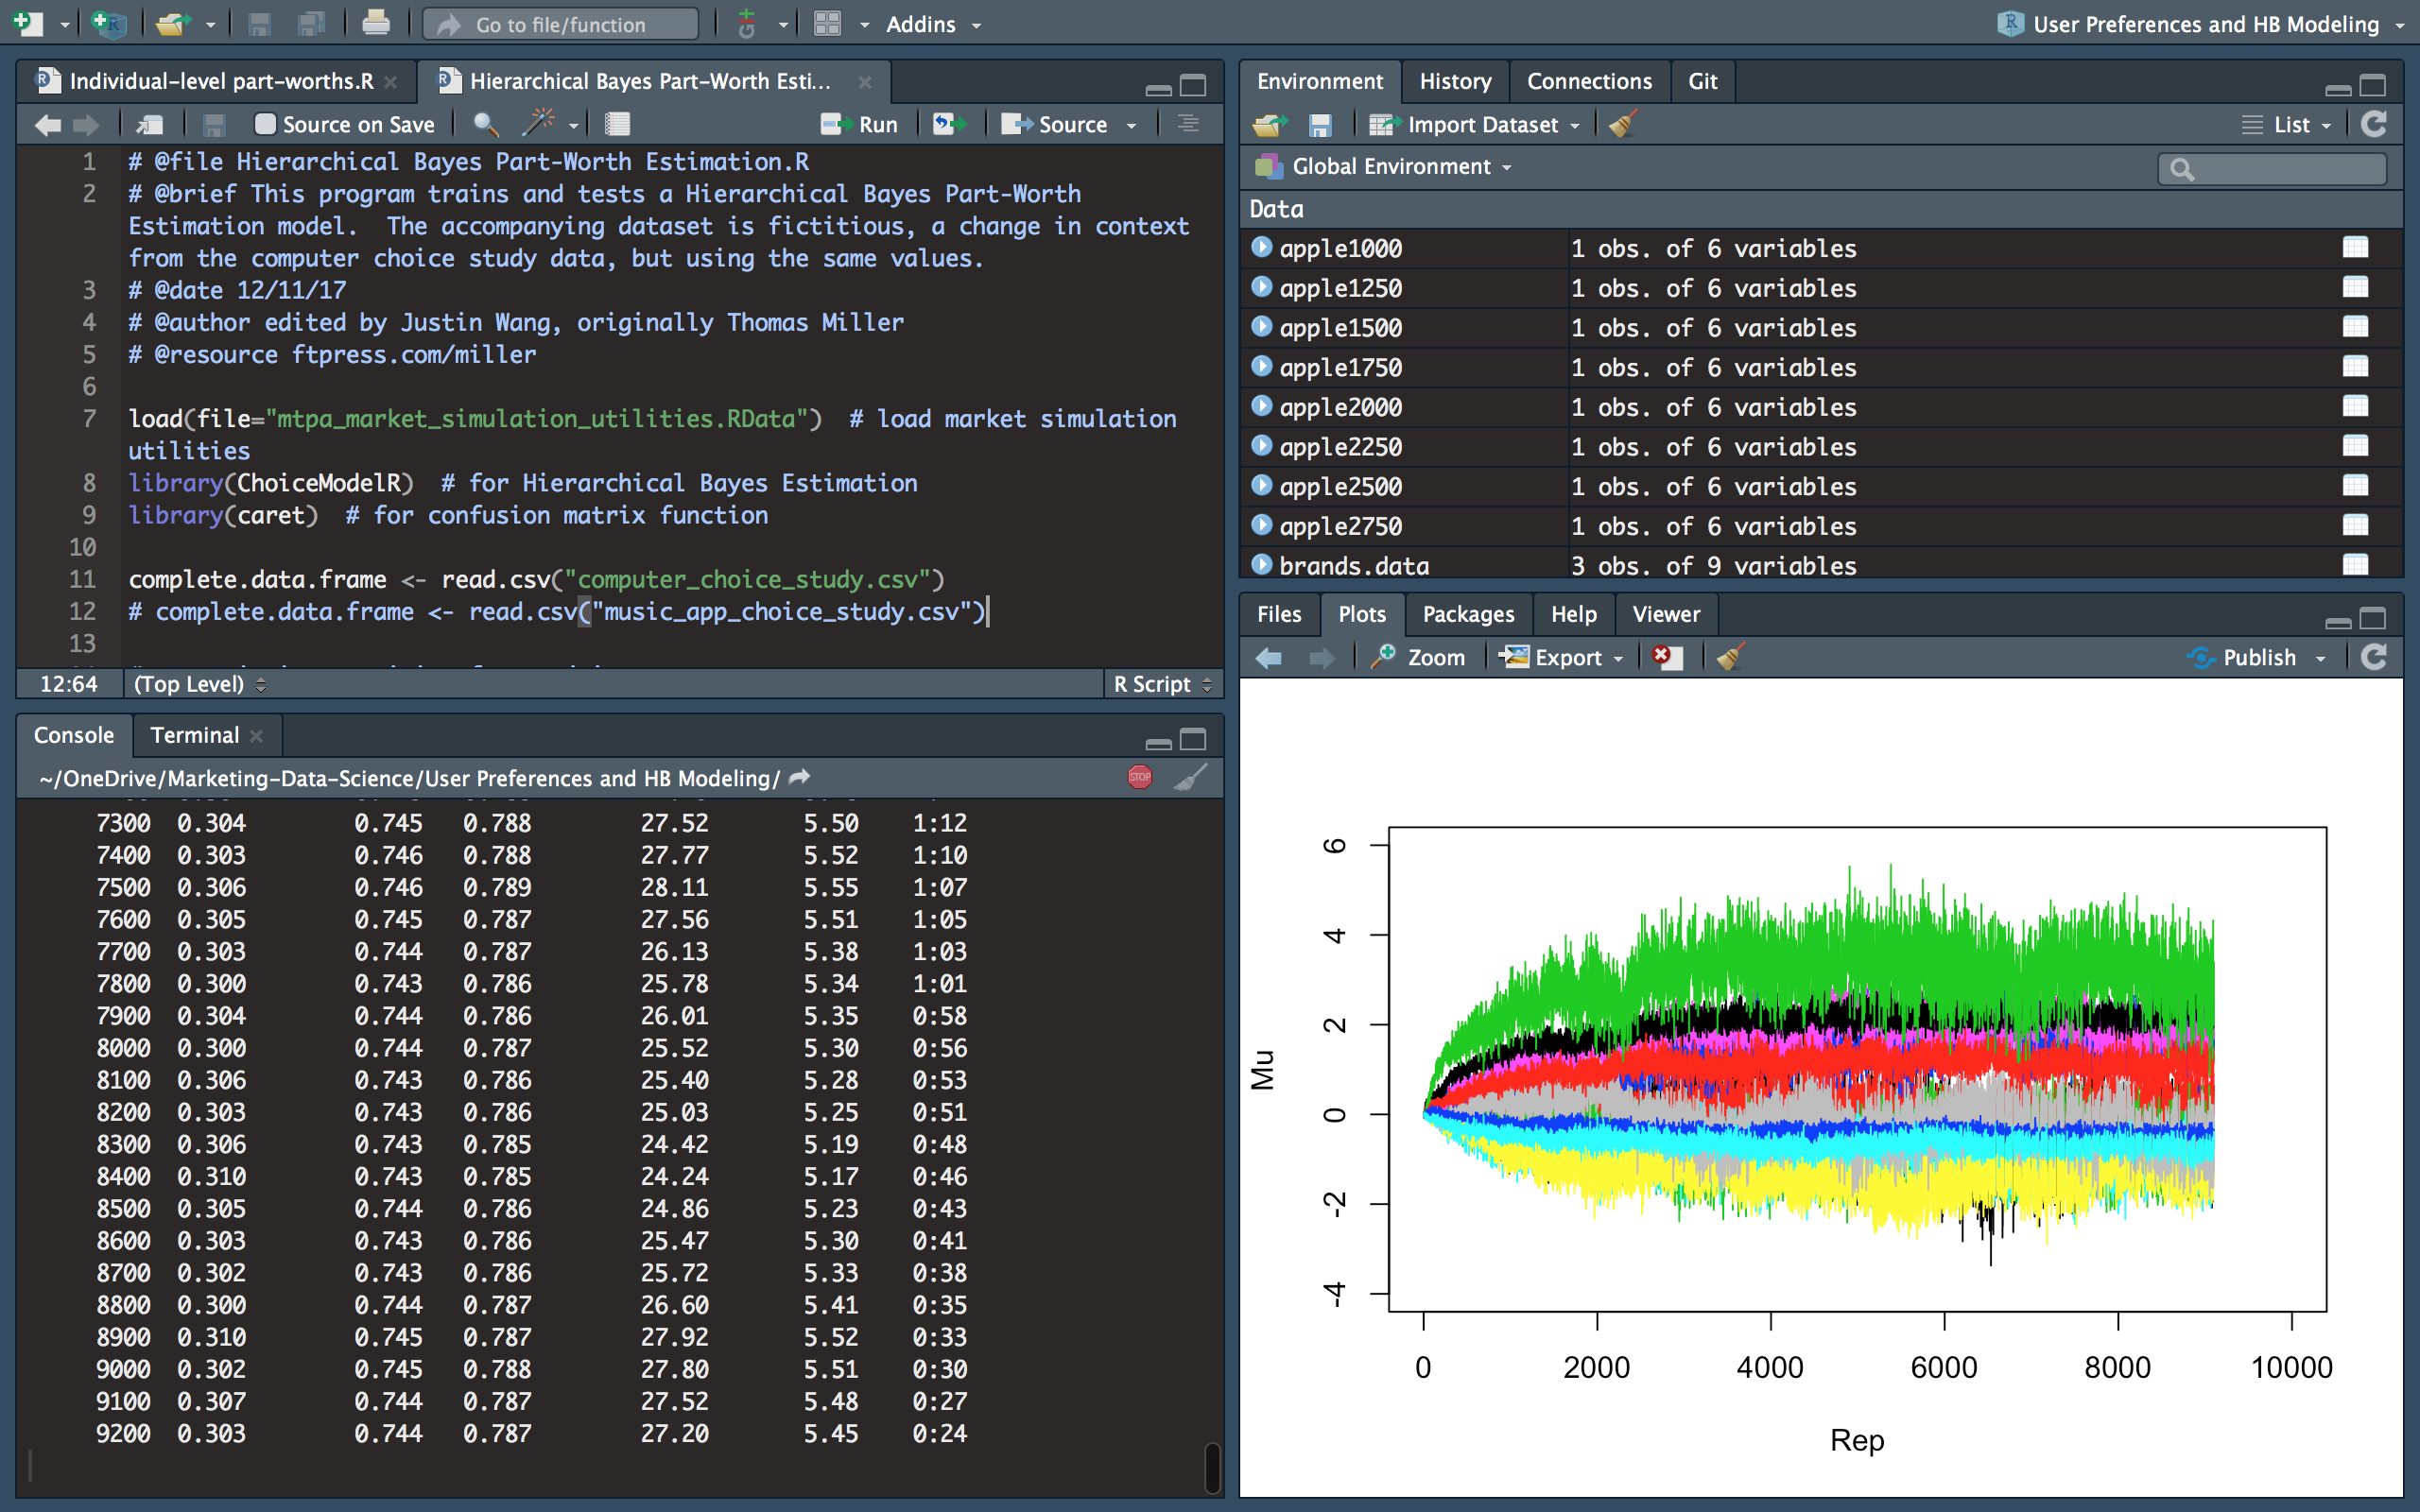 Go to file/function
Git
Addins
User Preferences and HB Modeling
Individual-level part-worths.R
Hierarchical Bayes Part-Worth Esti...
Source on Save
Run
Source
1 # @file Hierarchical Bayes Part-Worth Estimation.R
2 # @brief This program trains and tests a Hierarchical Bayes Part-Worth
Estimation model.  The accompanying dataset is fictitious, a change in context
from the computer choice study data, but using the same values.
3 # @date 12/11/17
4 # @author edited by Justin Wang, originally Thomas Miller
5 # @resource ftpress.com/miller
6
7 load(file="mtpa_market_simulation_utilities.RData")  # load market simulation
utilities
8 library(ChoiceModelR)  # for Hierarchical Bayes Estimation
9 library(caret)  # for confusion matrix function
10
11 complete.data.frame <- read.csv("computer_choice_study.csv")
12 # complete.data.frame <- read.csv("music_app_choice_study.csv")
13
12:64 (Top Level) R Script
Console Terminal
~/OneDrive/Marketing-Data-Science/User Preferences and HB Modeling/
STOP
7300 0.304 0.745 0.788 27.52 5.50 1:12
7400 0.303 0.746 0.788 27.77 5.52 1:10
7500 0.306 0.746 0.789 28.11 5.55 1:07
7600 0.305 0.745 0.787 27.56 5.51 1:05
7700 0.303 0.744 0.787 26.13 5.38 1:03
7800 0.300 0.743 0.786 25.78 5.34 1:01
7900 0.304 0.744 0.786 26.01 5.35 0:58
8000 0.300 0.744 0.787 25.52 5.30 0:56
8100 0.306 0.743 0.786 25.40 5.28 0:53
8200 0.303 0.743 0.786 25.03 5.25 0:51
8300 0.306 0.743 0.785 24.42 5.19 0:48
8400 0.310 0.743 0.785 24.24 5.17 0:46
8500 0.305 0.744 0.786 24.86 5.23 0:43
8600 0.303 0.743 0.786 25.47 5.30 0:41
8700 0.302 0.743 0.786 25.72 5.33 0:38
8800 0.300 0.744 0.787 26.60 5.41 0:35
8900 0.310 0.745 0.787 27.92 5.52 0:33
9000 0.302 0.745 0.788 27.80 5.51 0:30
9100 0.307 0.744 0.787 27.52 5.48 0:27
9200 0.303 0.744 0.787 27.20 5.45 0:24
Environment History Connections Git
Import Dataset
List
Global Environment
Data
apple1000 1 obs. of 6 variables
apple1250 1 obs. of 6 variables
apple1500 1 obs. of 6 variables
apple1750 1 obs. of 6 variables
apple2000 1 obs. of 6 variables
apple2250 1 obs. of 6 variables
apple2500 1 obs. of 6 variables
apple2750 1 obs. of 6 variables
brands.data 3 obs. of 9 variables
Files Plots Packages Help Viewer
Zoom Export Publish
6
4
2
0
-2
-4
Mu
0 2000 4000 6000 8000 10000
Rep